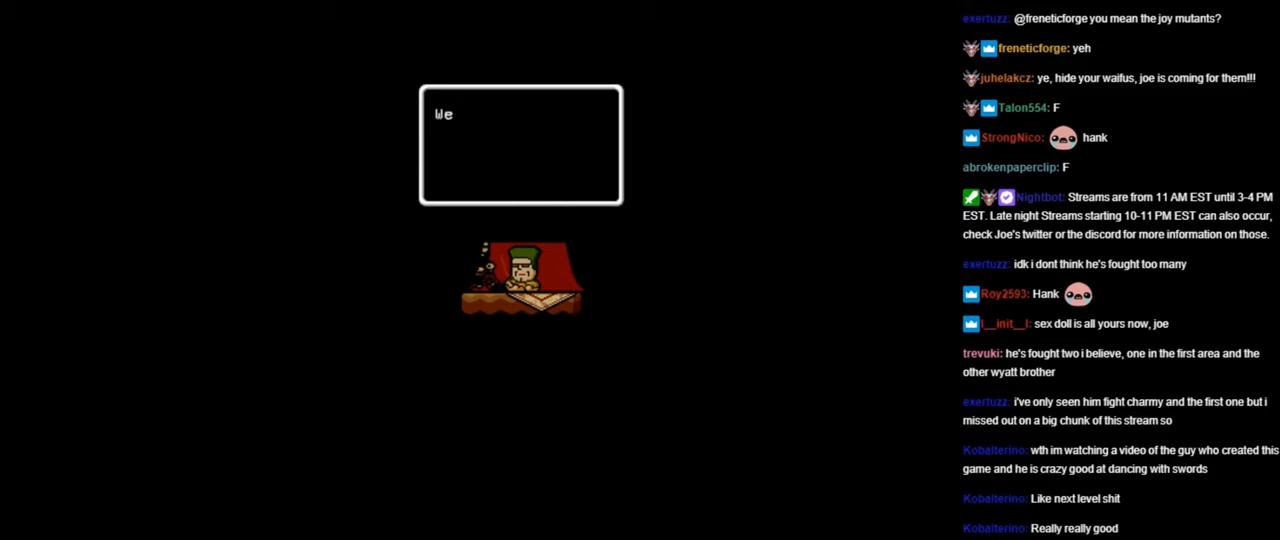 We
exertuzz: @freneticforge you mean the joy mutants?
freneticforge: yeh
juhelakcz: ye, hide your waifus, joe is coming for them!!!
Talon554: F
StrongNico: hank
abrokenpaperclip: F
Nightbot: Streams are from 11 AM EST until 3-4 PM
EST. Late night Streams starting 10-11 PM EST can also occur,
check Joe's twitter or the discord for more information on those.
exertuzz: idk i dont think he's fought too many
Roy2593: Hank
l__init__l: sex doll is all yours now, joe
trevuki: he's fought two i believe, one in the first area and the
other wyatt brother
exertuzz: i've only seen him fight charmy and the first one but i
missed out on a big chunk of this stream so
Kobalterino: wth im watching a video of the guy who created this
game and he is crazy good at dancing with swords
Kobalterino: Like next level shit
Kobalterino: Really really good